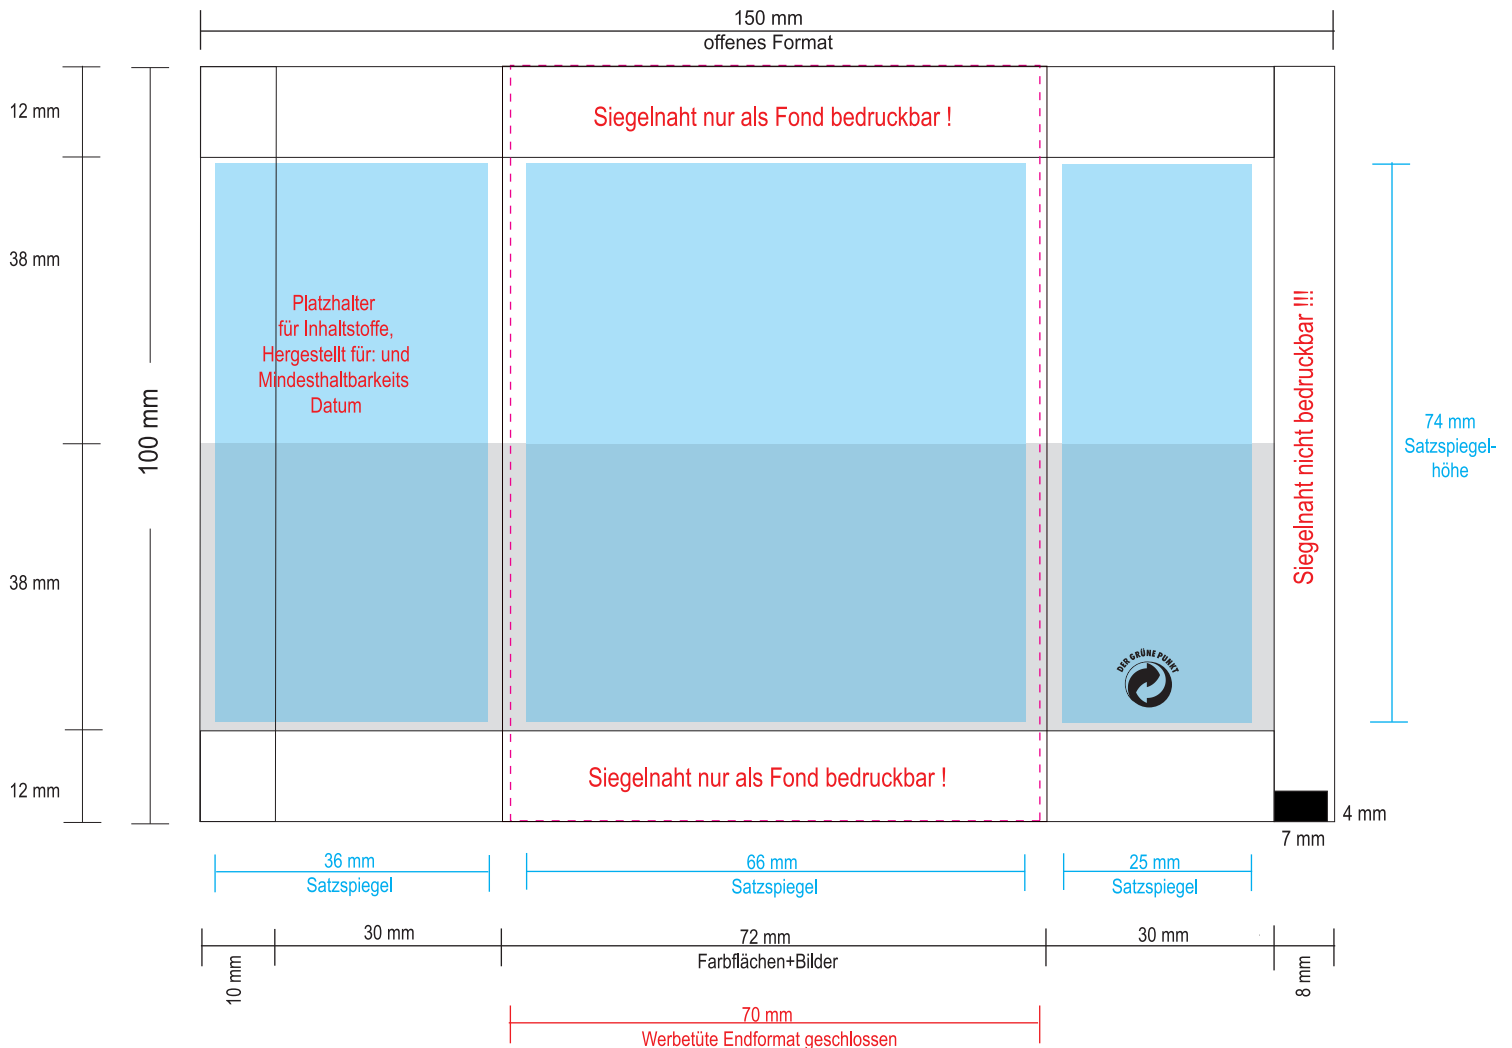 150 mm
offenes Format
12 mm
Siegelnaht nur als Fond bedruckbar !
38 mm
Platzhalter
für Inhaltstoffe,
Hergestellt für: und
Mindesthaltbarkeits
Datum
100 mm
Siegelnaht nicht bedruckbar !!!
74 mm
Satzspiegel-
höhe
38 mm
DER GRÜNE PUNKT
12 mm
Siegelnaht nur als Fond bedruckbar !
4 mm
7 mm
36 mm
Satzspiegel
66 mm
Satzspiegel
25 mm
Satzspiegel
10 mm
30 mm
72 mm
Farbflächen+Bilder
30 mm
8 mm
70 mm
Werbetüte Endformat geschlossen